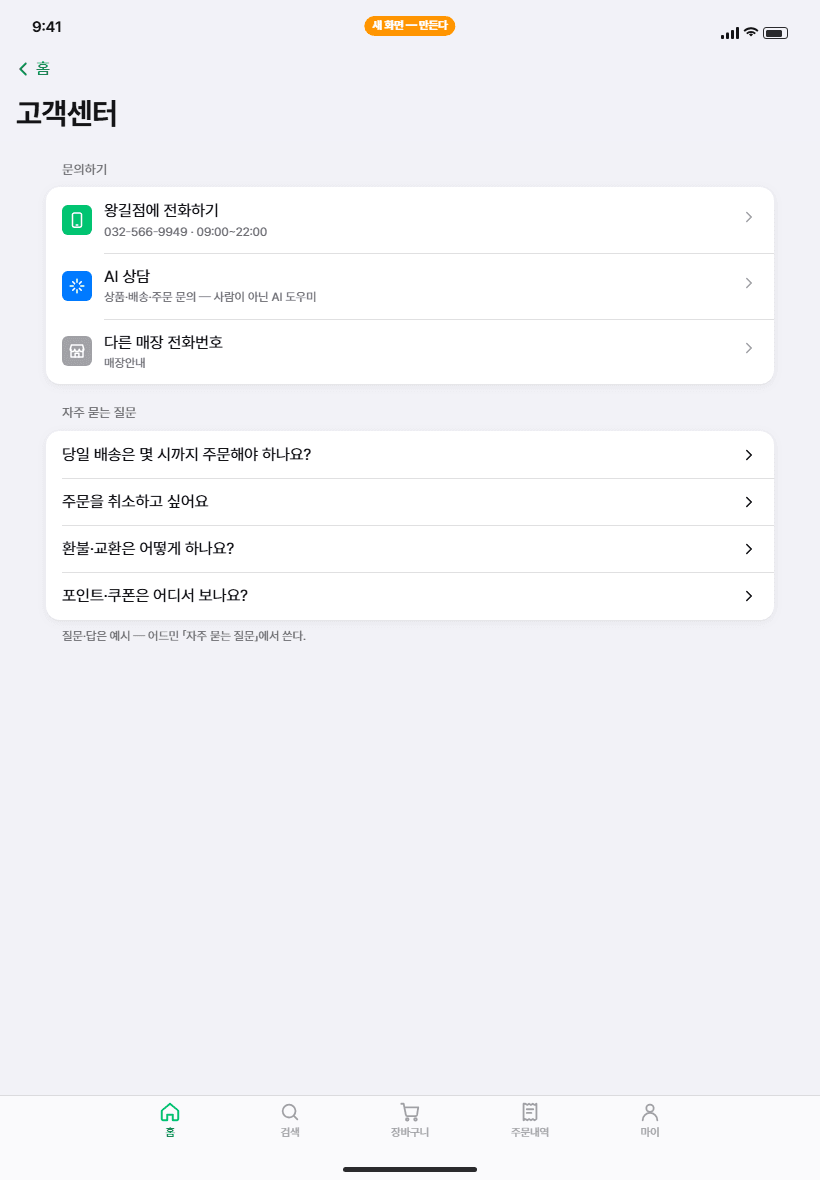 9:41
새 화면 — 만든다
홈
고객센터
문의하기
왕길점에 전화하기
032-566-9949 · 09:00~22:00
AI 상담
상품·배송·주문 문의 — 사람이 아닌 AI 도우미
다른 매장 전화번호
매장안내
자주 묻는 질문
당일 배송은 몇 시까지 주문해야 하나요?
주문을 취소하고 싶어요
환불·교환은 어떻게 하나요?
포인트·쿠폰은 어디서 보나요?
질문·답은 예시 — 어드민 「자주 묻는 질문」에서 쓴다.
홈
검색
장바구니
주문내역
마이